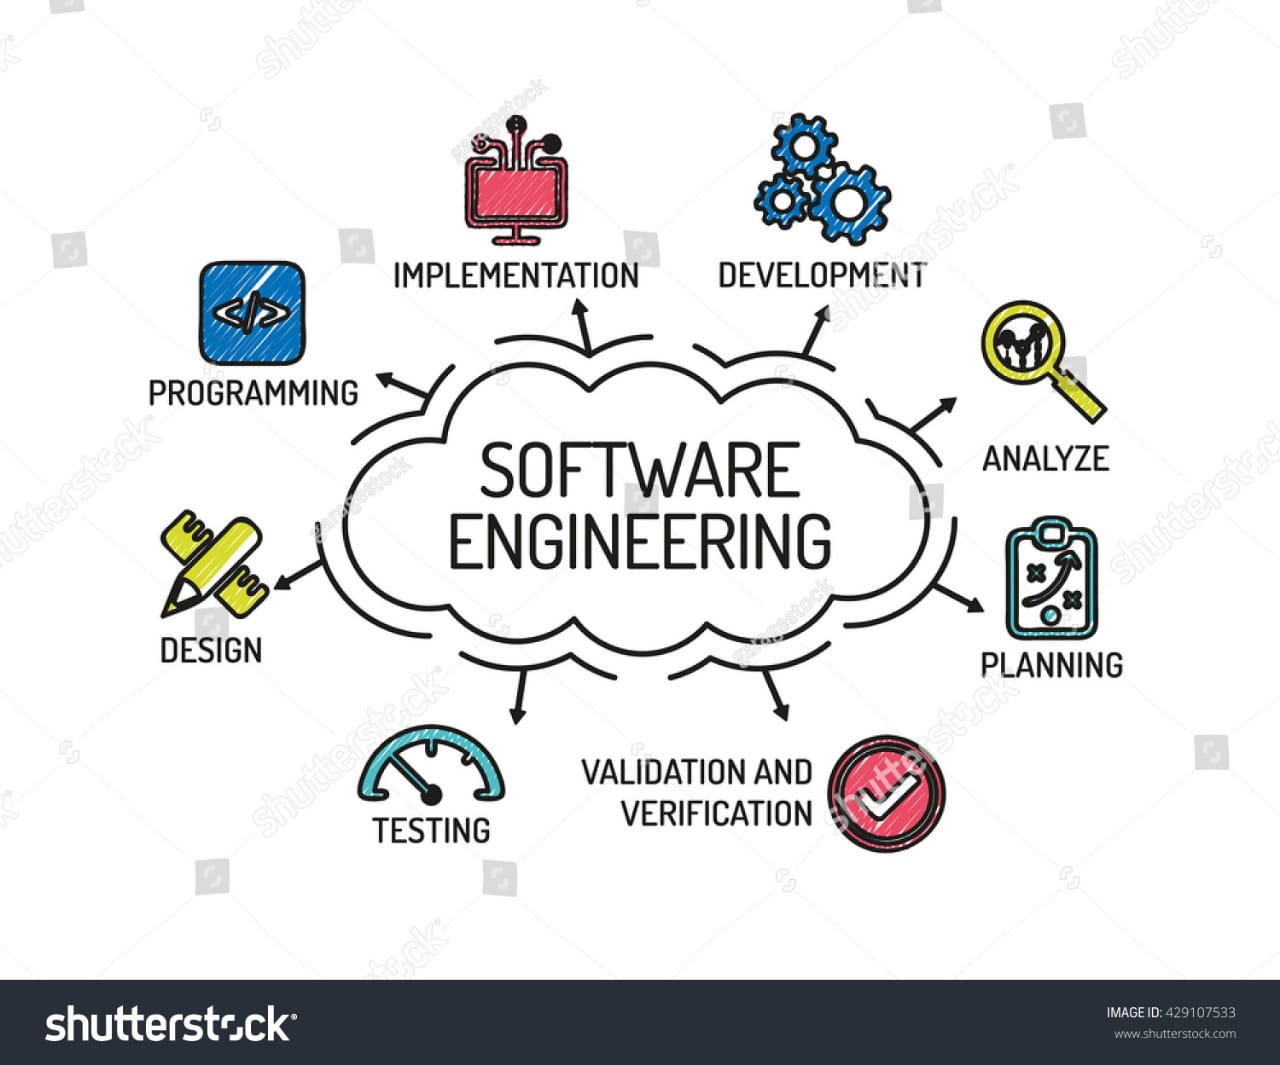 IMPLEMENTATION
DEVELOPMENT
PROGRAMMING
ANALYZE
SOFTWARE
ENGINEERING
DESIGN
PLANNING
TESTING
VALIDATION AND
VERIFICATION
shutterstock
gatagestock
IMAGE ID: 429107533
www.shutterstock.com